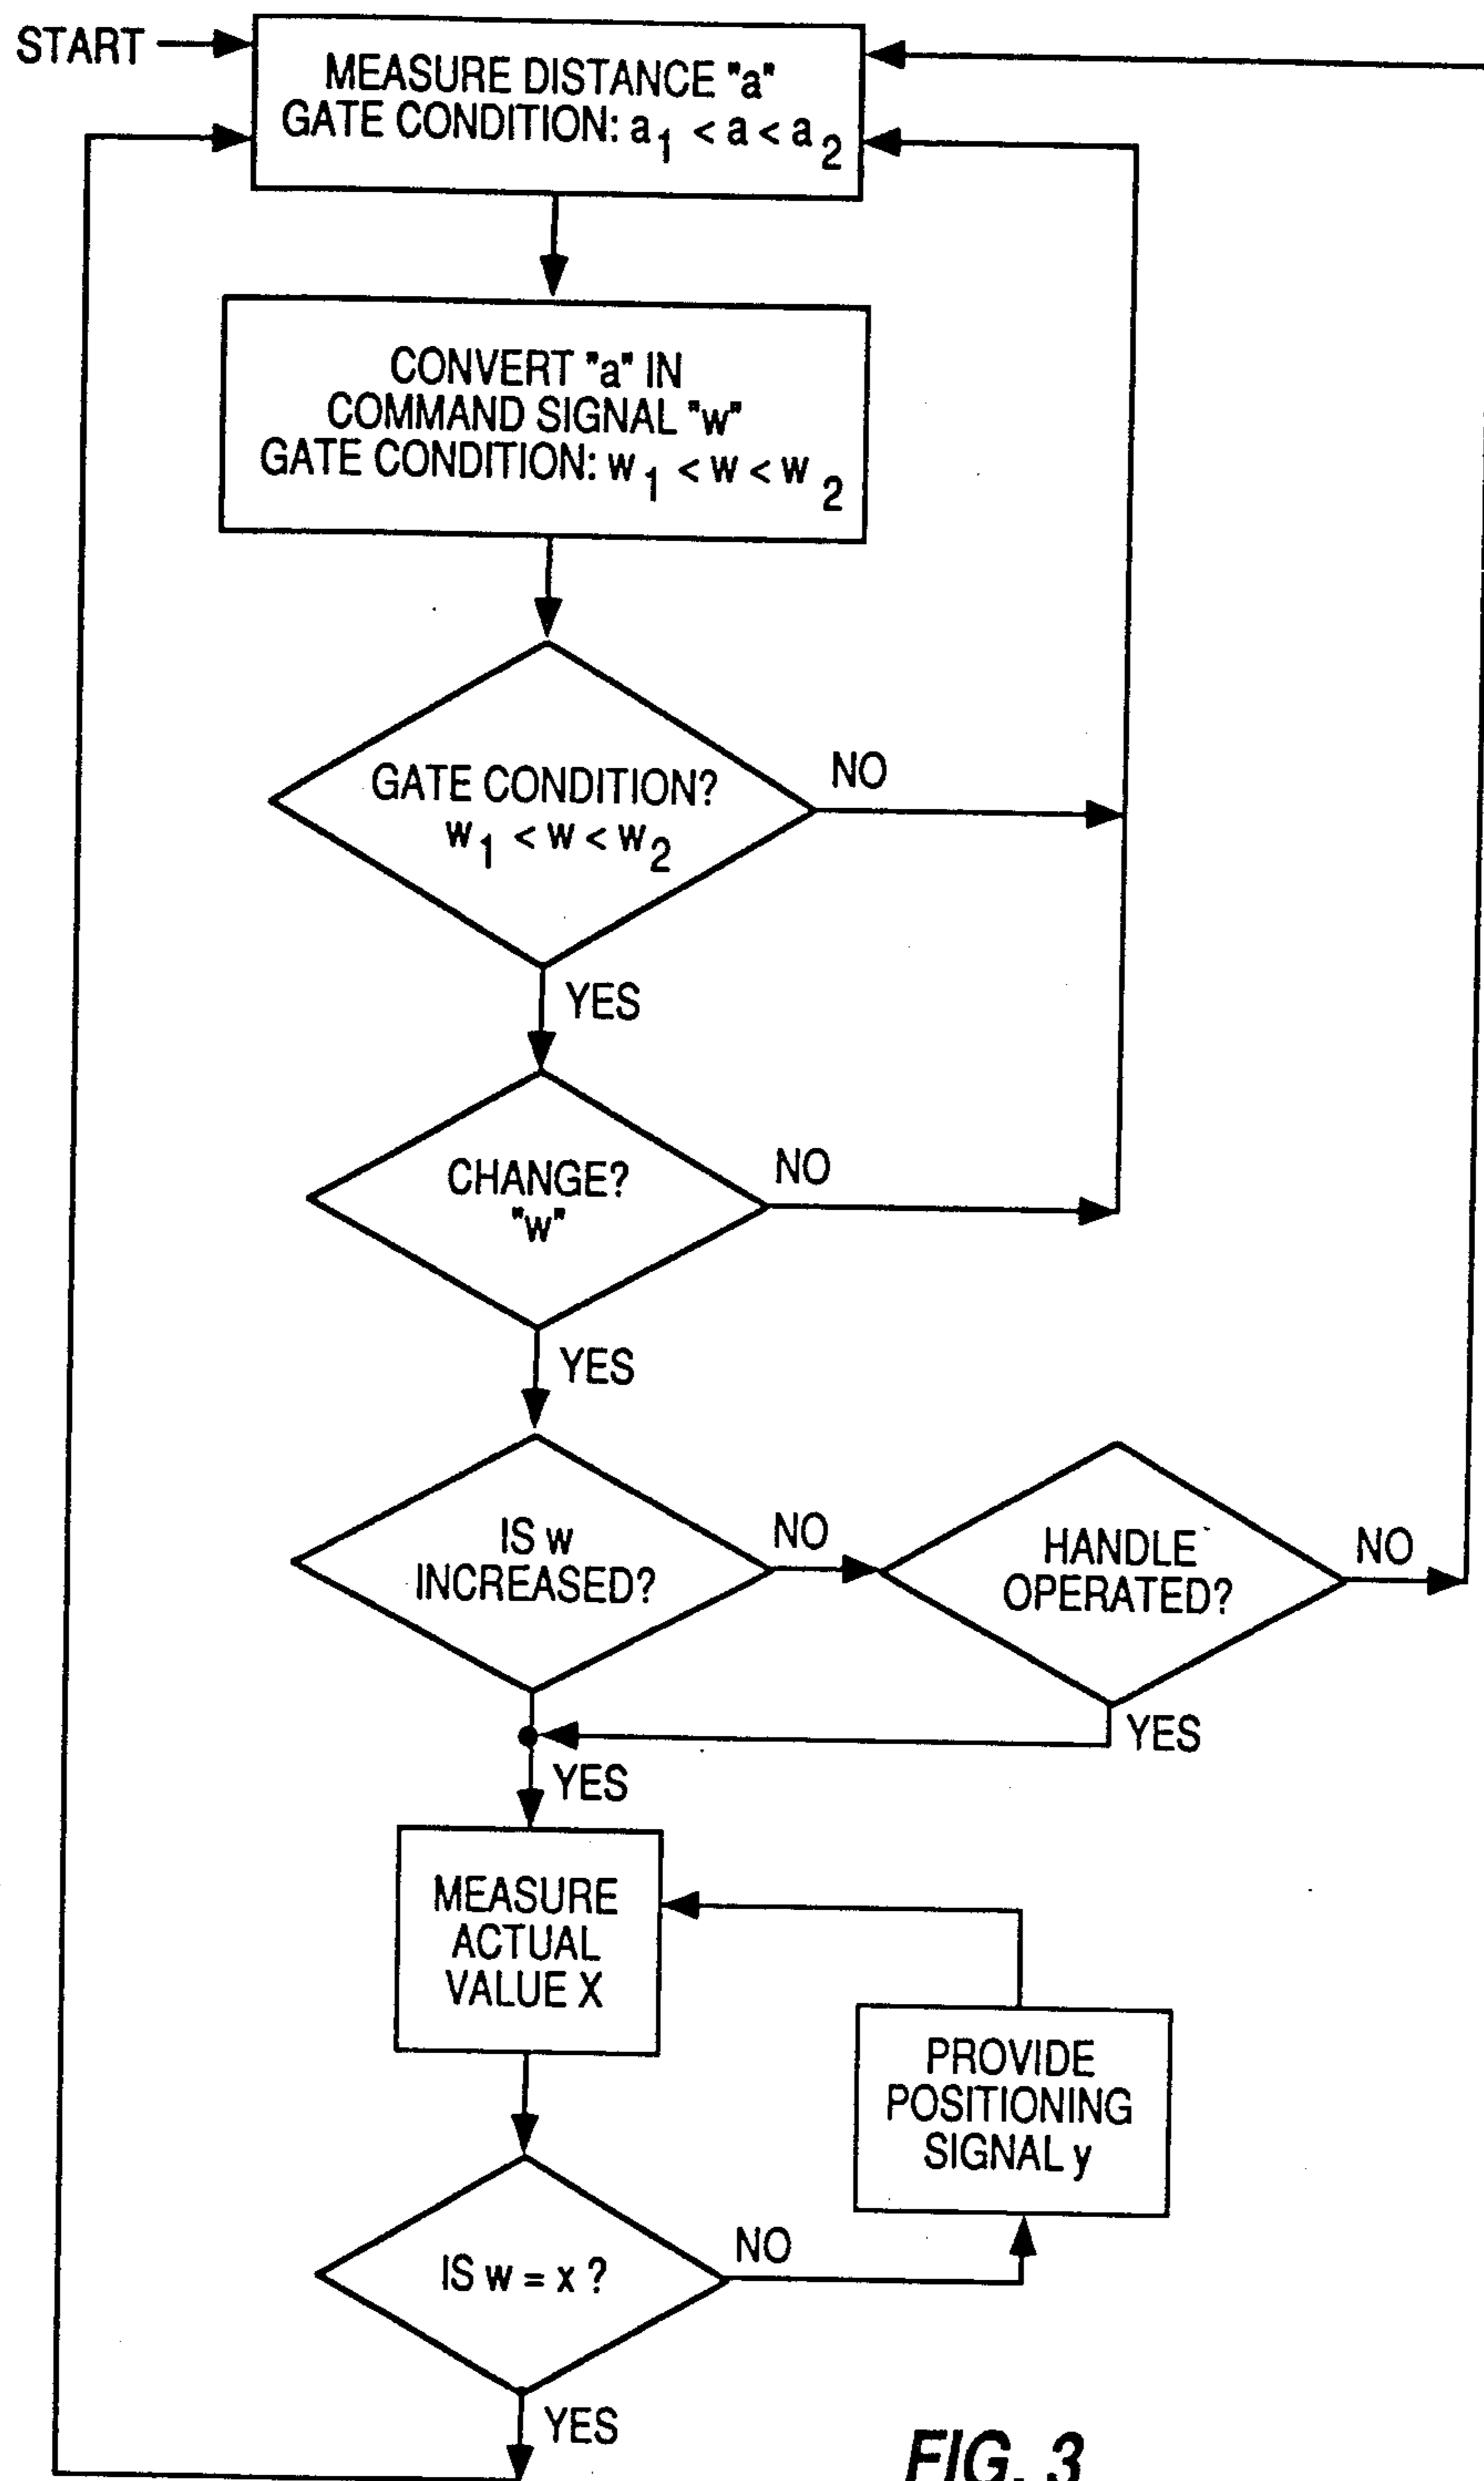 START
MEASURE DISTANCE "a"
GATE CONDITION: a₁ < a < a₂
CONVERT "a" IN
COMMAND SIGNAL "w"
GATE CONDITION: w₁ < w < w₂
GATE CONDITION?
w₁ < w < w₂
NO
YES
CHANGE?
"w"
NO
YES
IS w
INCREASED?
NO
HANDLE
OPERATED?
NO
YES
YES
MEASURE
ACTUAL
VALUE X
PROVIDE
POSITIONING
SIGNAL y
IS w = x ?
NO
YES
FIG. 3